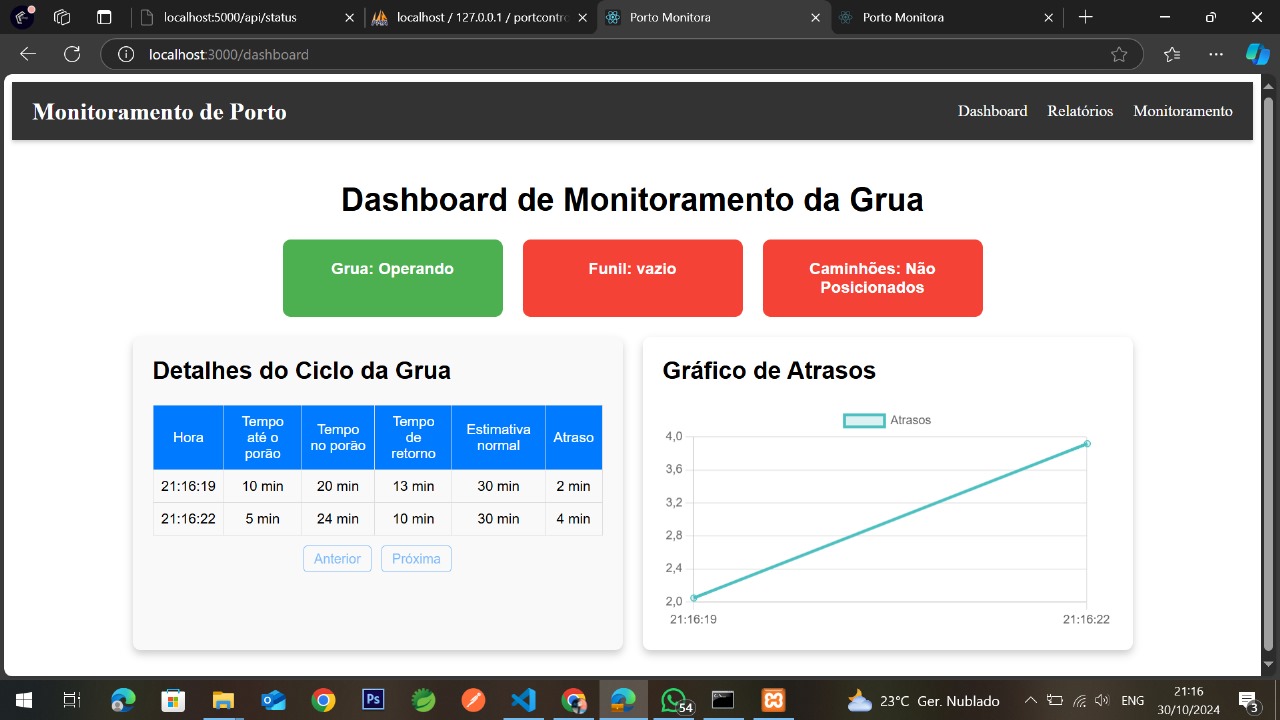 localhost:5000/api/status
localhost / 127.0.0.1 / portcontro
Porto Monitora
Porto Monitora
localhost:3000/dashboard
Monitoramento de Porto
Dashboard Relatórios Monitoramento
Dashboard de Monitoramento da Grua
Grua: Operando
Funil: vazio
Caminhões: Não
Posicionados
Detalhes do Ciclo da Grua
Hora
Tempo
até o
porão
Tempo
no porão
Tempo
de
retorno
Estimativa
normal
Atraso
21:16:19 10 min 20 min 13 min 30 min 2 min
21:16:22 5 min 24 min 10 min 30 min 4 min
Anterior Próxima
Gráfico de Atrasos
Atrasos
4,0
3,6
3,2
2,8
2,4
2,0
21:16:19 21:16:22
Ps
54
23°C Ger. Nublado
ENG
21:16
30/10/2024
3